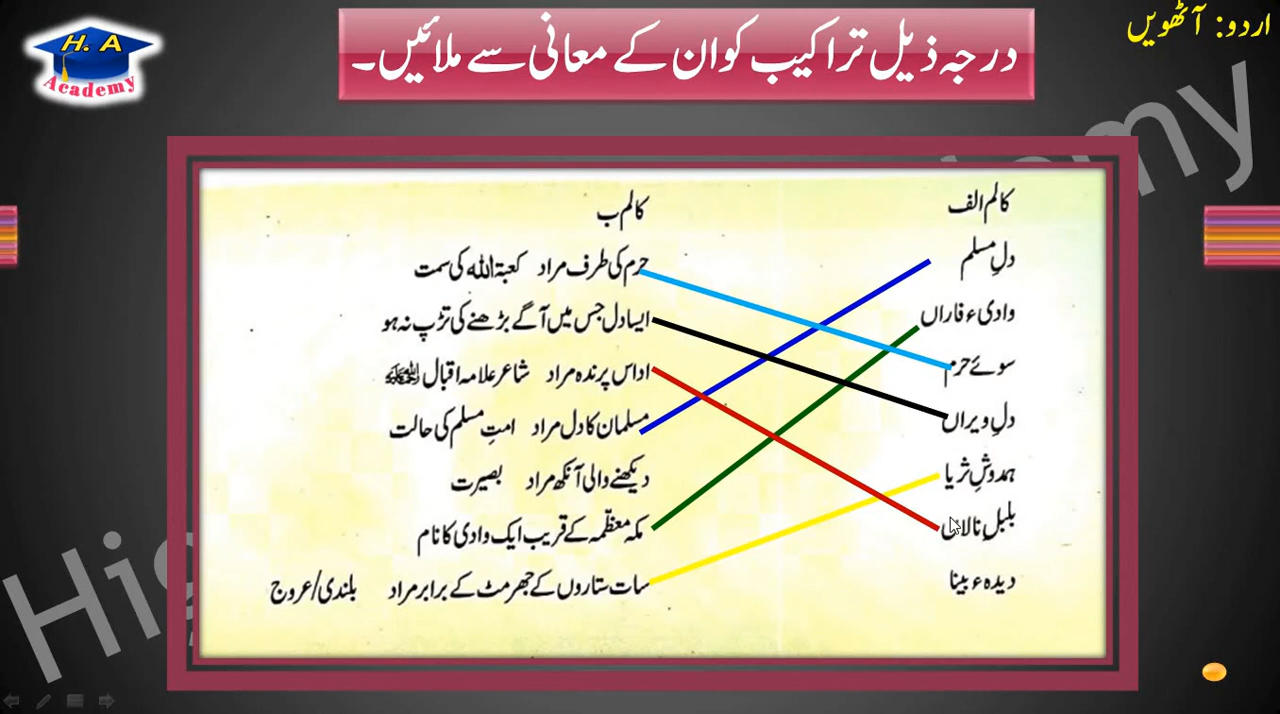 اردو: آٹھویں
H. A
Academy
درجہ ذیل تراکیب کو ان کے معانی سے ملائیں۔
کالم الف کالم ب
دلِ مسلم حرم کی طرف مراد کعبۃ اللہ کی سمت
وادیء فاراں ایسا دل جس میں آگے بڑھنے کی تڑپ نہ ہو
سوئے حرم اداس پرندہ مراد شاعر علامہ اقبال
دلِ ویراں مسلمان کا دل مراد امتِ مسلم کی حالت
ہمدوشِ ثریا دیکھنے والی آنکھ مراد بصیرت
بلبلِ نالاں مکہ معظّمہ کے قریب ایک وادی کا نام
دیدہء بینا سات ستاروں کے جھرمٹ کے برابر مراد بلندی/عروج